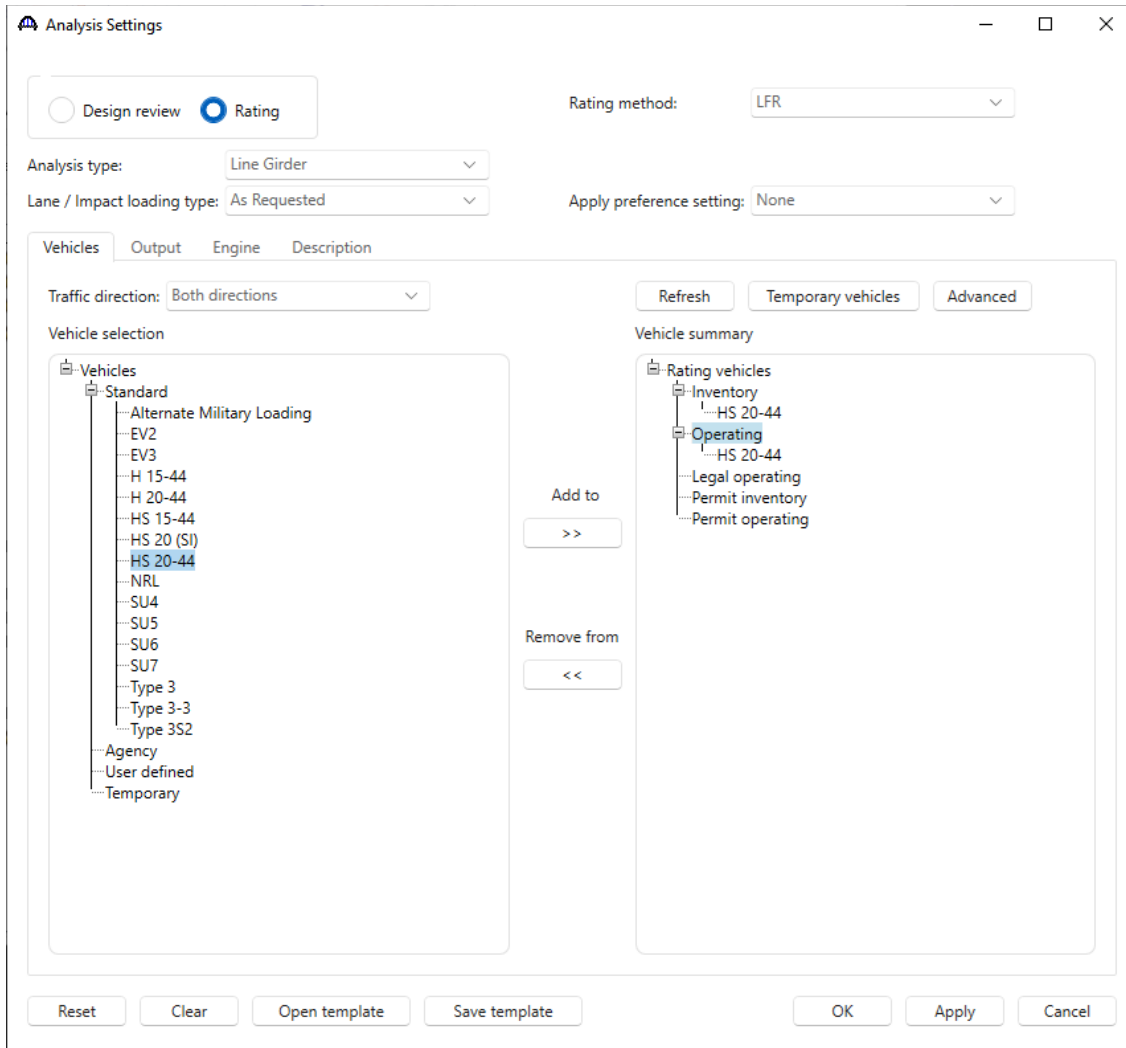 Analysis Settings
Design review Rating
Rating method: LFR
Analysis type: Line Girder
Lane / Impact loading type: As Requested
Apply preference setting: None
Vehicles Output Engine Description
Traffic direction: Both directions
Refresh Temporary vehicles Advanced
Vehicle selection
Vehicles
Standard
Alternate Military Loading
EV2
EV3
H 15-44
H 20-44
HS 15-44
HS 20 (SI)
HS 20-44
NRL
SU4
SU5
SU6
SU7
Type 3
Type 3-3
Type 3S2
Agency
User defined
Temporary
Add to
>>
Remove from
<<
Vehicle summary
Rating vehicles
Inventory
HS 20-44
Operating
HS 20-44
Legal operating
Permit inventory
Permit operating
Reset Clear Open template Save template OK Apply Cancel